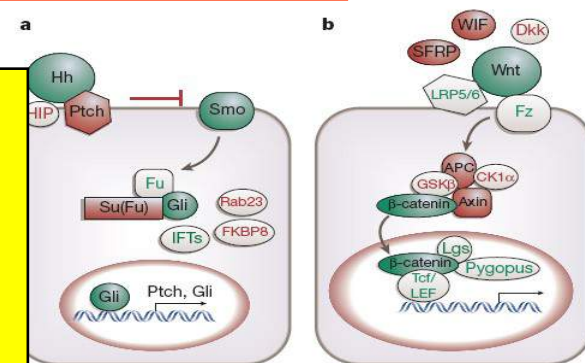 a
Hh
HIP
Ptch
Smo
Fu
Su(Fu)
Gli
Rab23
IFTs
FKBP8
Gli
Ptch, Gli
b
WIF
Dkk
SFRP
Wnt
LRP5/6
Fz
APC
GSKβ
CK1α
β-catenin
Axin
Lgs
β-catenin
Pygopus
Tcf/
LEF